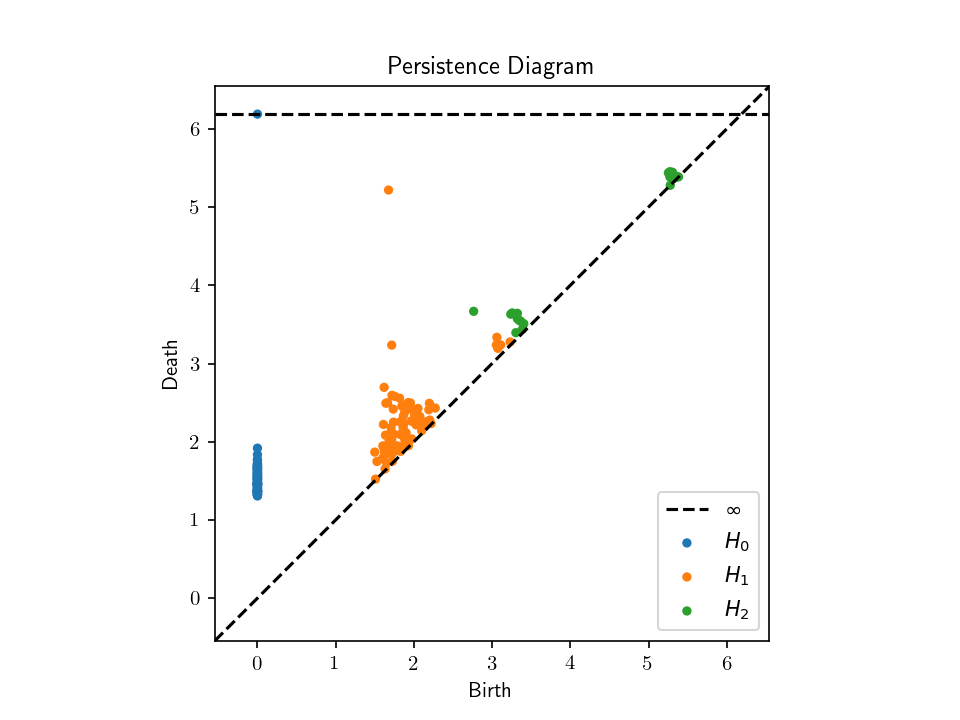 Persistence Diagram
Death
6
5
4
3
2
1
0
0 1 2 3 4 5 6
Birth
∞
H₀
H₁
H₂